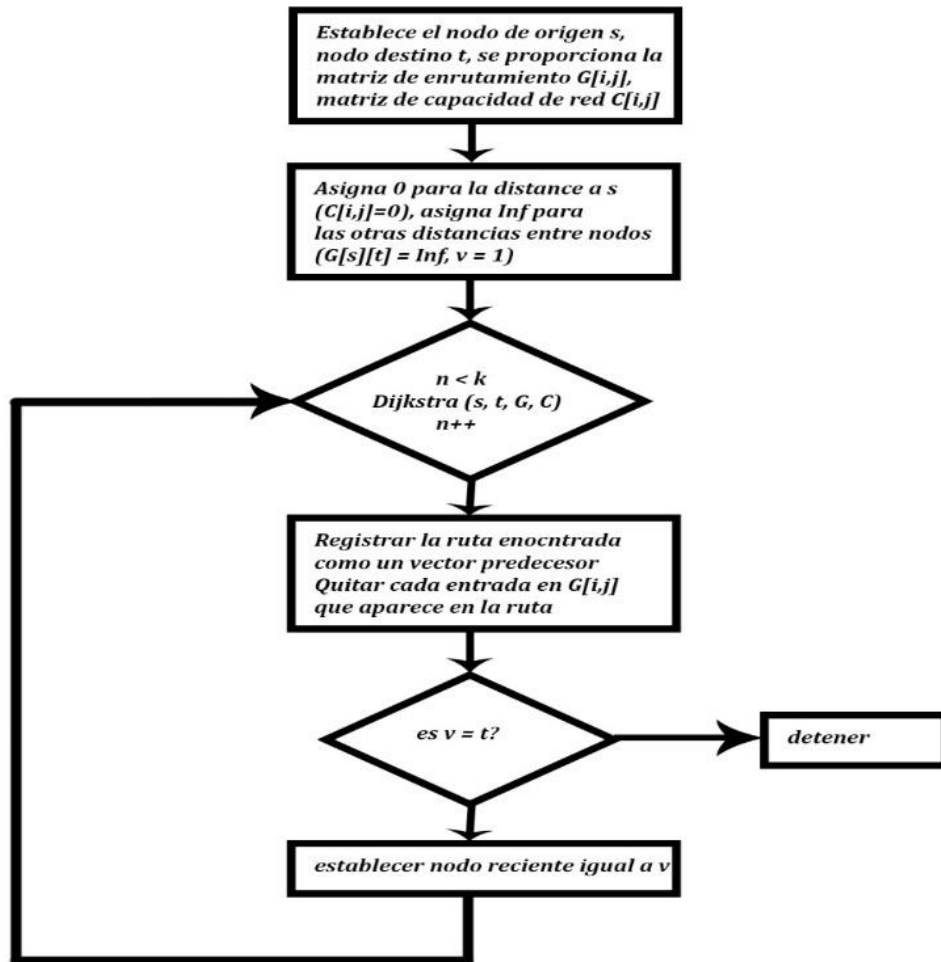 Establece el nodo de origen s,
nodo destino t, se proporciona la
matriz de enrutamiento G[i,j],
matriz de capacidad de red C[i,j]
Asigna 0 para la distance a s
(C[i,j]=0), asigna Inf para
las otras distancias entre nodos
(G[s][t] = Inf, v = 1)
n < k
Dijkstra (s, t, G, C)
n++
Registrar la ruta enocntrada
como un vector predecesor
Quitar cada entrada en G[i,j]
que aparece en la ruta
es v = t?
detener
establecer nodo reciente igual a v